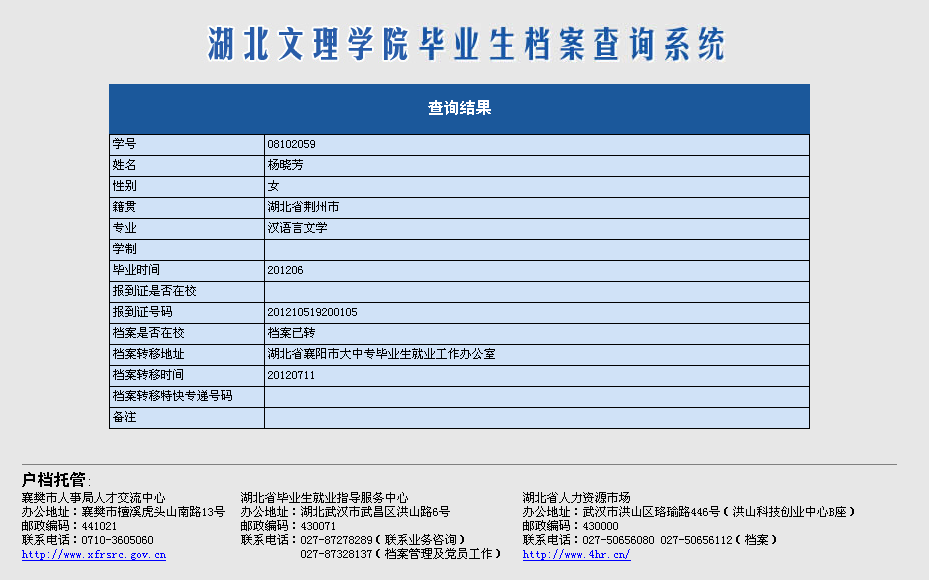 湖北文理学院毕业生档案查询系统
查询结果
学号 08102059
姓名 杨晓芳
性别 女
籍贯 湖北省荆州市
专业 汉语言文学
学制
毕业时间 201206
报到证是否在校
报到证号码 201210519200105
档案是否在校 档案已转
档案转移地址 湖北省襄阳市大中专毕业生就业工作办公室
档案转移时间 20120711
档案转移特快专递号码
备注
户档托管:
襄樊市人事局人才交流中心
办公地址：襄樊市檀溪虎头山南路13号
邮政编码：441021
联系电话：0710-3605060
http://www.xfrsrc.gov.cn
湖北省毕业生就业指导服务中心
办公地址：湖北武汉市武昌区洪山路6号
邮政编码：430071
联系电话：027-87278289（联系业务咨询）
027-87328137（档案管理及党员工作）
湖北省人力资源市场
办公地址：武汉市洪山区珞瑜路446号（洪山科技创业中心B座）
邮政编码：430000
联系电话：027-50656080 027-50656112（档案）
http://www.4hr.cn/